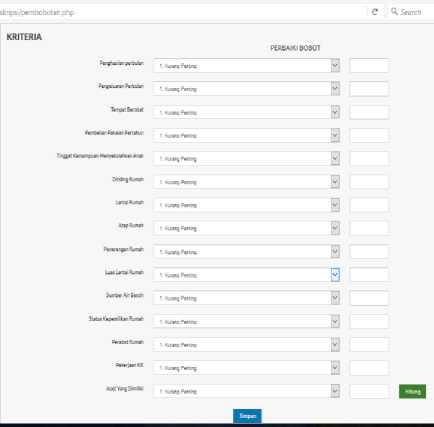 skripsi/pembobotan.php
Search
KRITERIA
PERBAIKI BOBOT
Penghasilan perbulan 1. Kurang Penting
Pengeluaran Perbulan 1. Kurang Penting
Tempat Berobat 1. Kurang Penting
Pembelian Pakaian Pertahun 1. Kurang Penting
Tingkat Kemampuan Menyekolahkan Anak 1. Kurang Penting
Dinding Rumah 1. Kurang Penting
Lantai Rumah 1. Kurang Penting
Atap Rumah 1. Kurang Penting
Penerangan Rumah 1. Kurang Penting
Luas Lantai Rumah 1. Kurang Penting
Sumber Air Bersih 1. Kurang Penting
Status Kepemilikan Rumah 1. Kurang Penting
Perabot Rumah 1. Kurang Penting
Pekerjaan KK 1. Kurang Penting
Aset Yang Dimiliki 1. Kurang Penting Hitung
Simpan